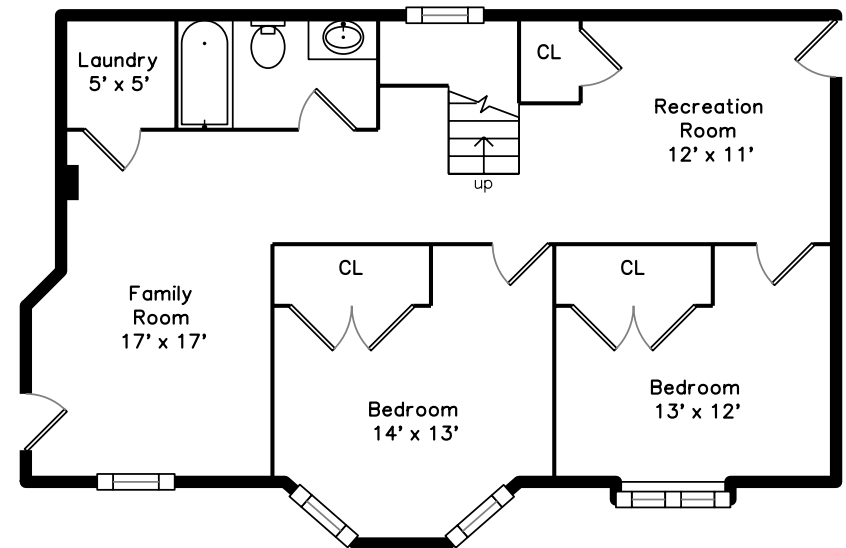 Laundry
5' x 5'
CL
Recreation
Room
12' x 11'
up
Family
Room
17' x 17'
CL
CL
Bedroom
14' x 13'
Bedroom
13' x 12'